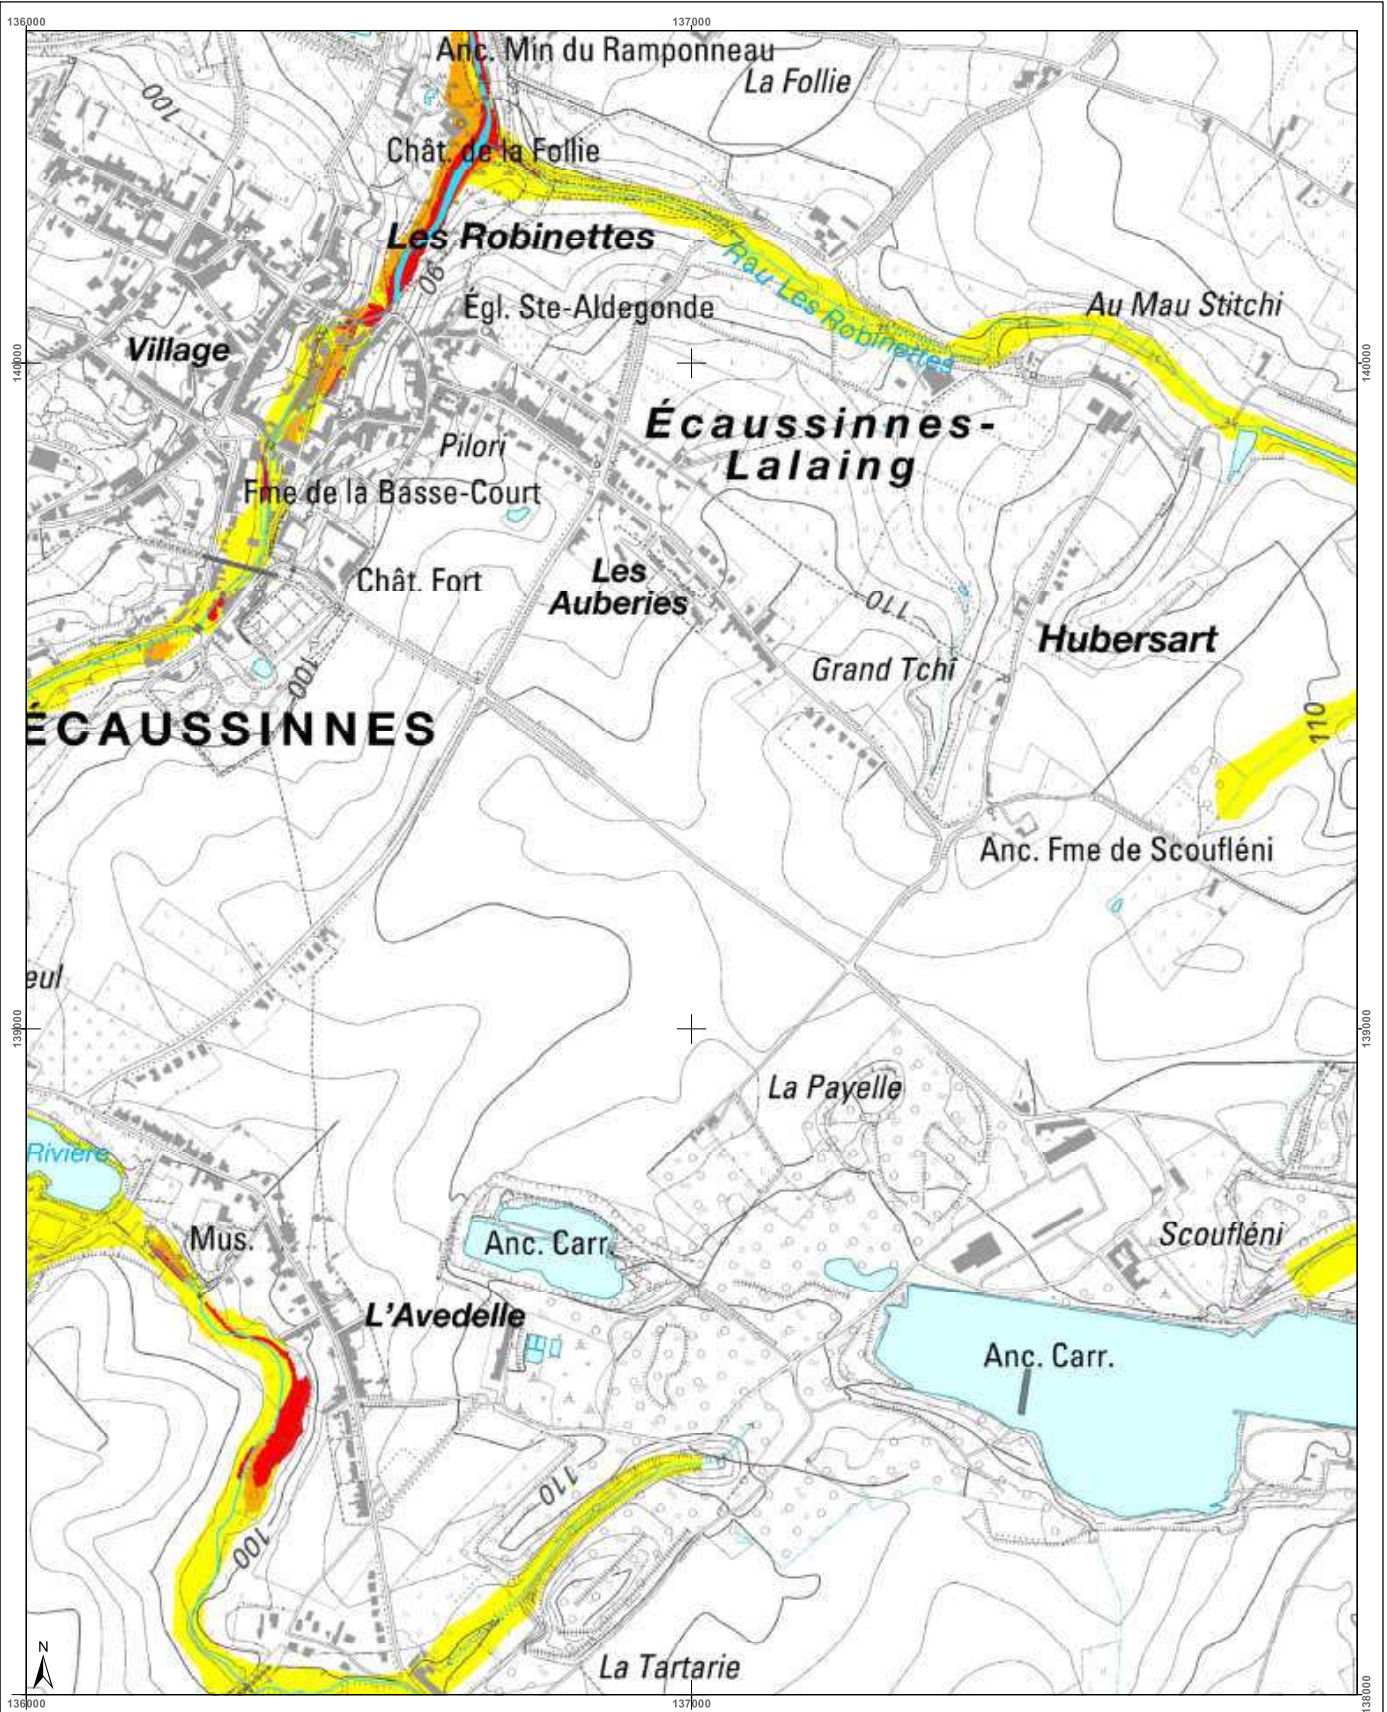 136000
137000
Anc. Min du Ramponneau
La Follie
100
Chât. de la Follie
Les Robinettes
Rau Les Robinettes
90
Égl. Ste-Aldegonde
Au Mau Stitchi
Village
140000
140000
Écaussinnes-
Lalaing
Pilori
Fme de la Basse-Court
Chât. Fort
Les
Auberies
110
Hubersart
Grand Tchî
100
ÉCAUSSINNES
110
Anc. Fme de Scoufléni
eul
139000
139000
La Payelle
Rivière
Mus.
Anc. Carr.
Scoufléni
L'Avedelle
Anc. Carr.
110
100
La Tartarie
N
136000
137000
138000